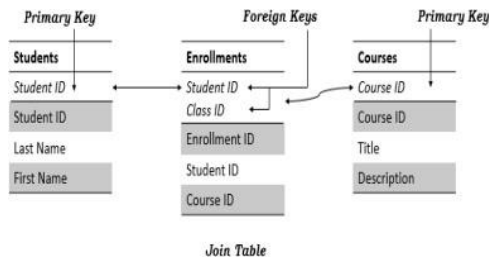 Primary Key
Foreign Keys
Primary Key
Students
Student ID
Student ID
Last Name
First Name
Enrollments
Student ID
Class ID
Enrollment ID
Student ID
Course ID
Courses
Course ID
Course ID
Title
Description
Join Table